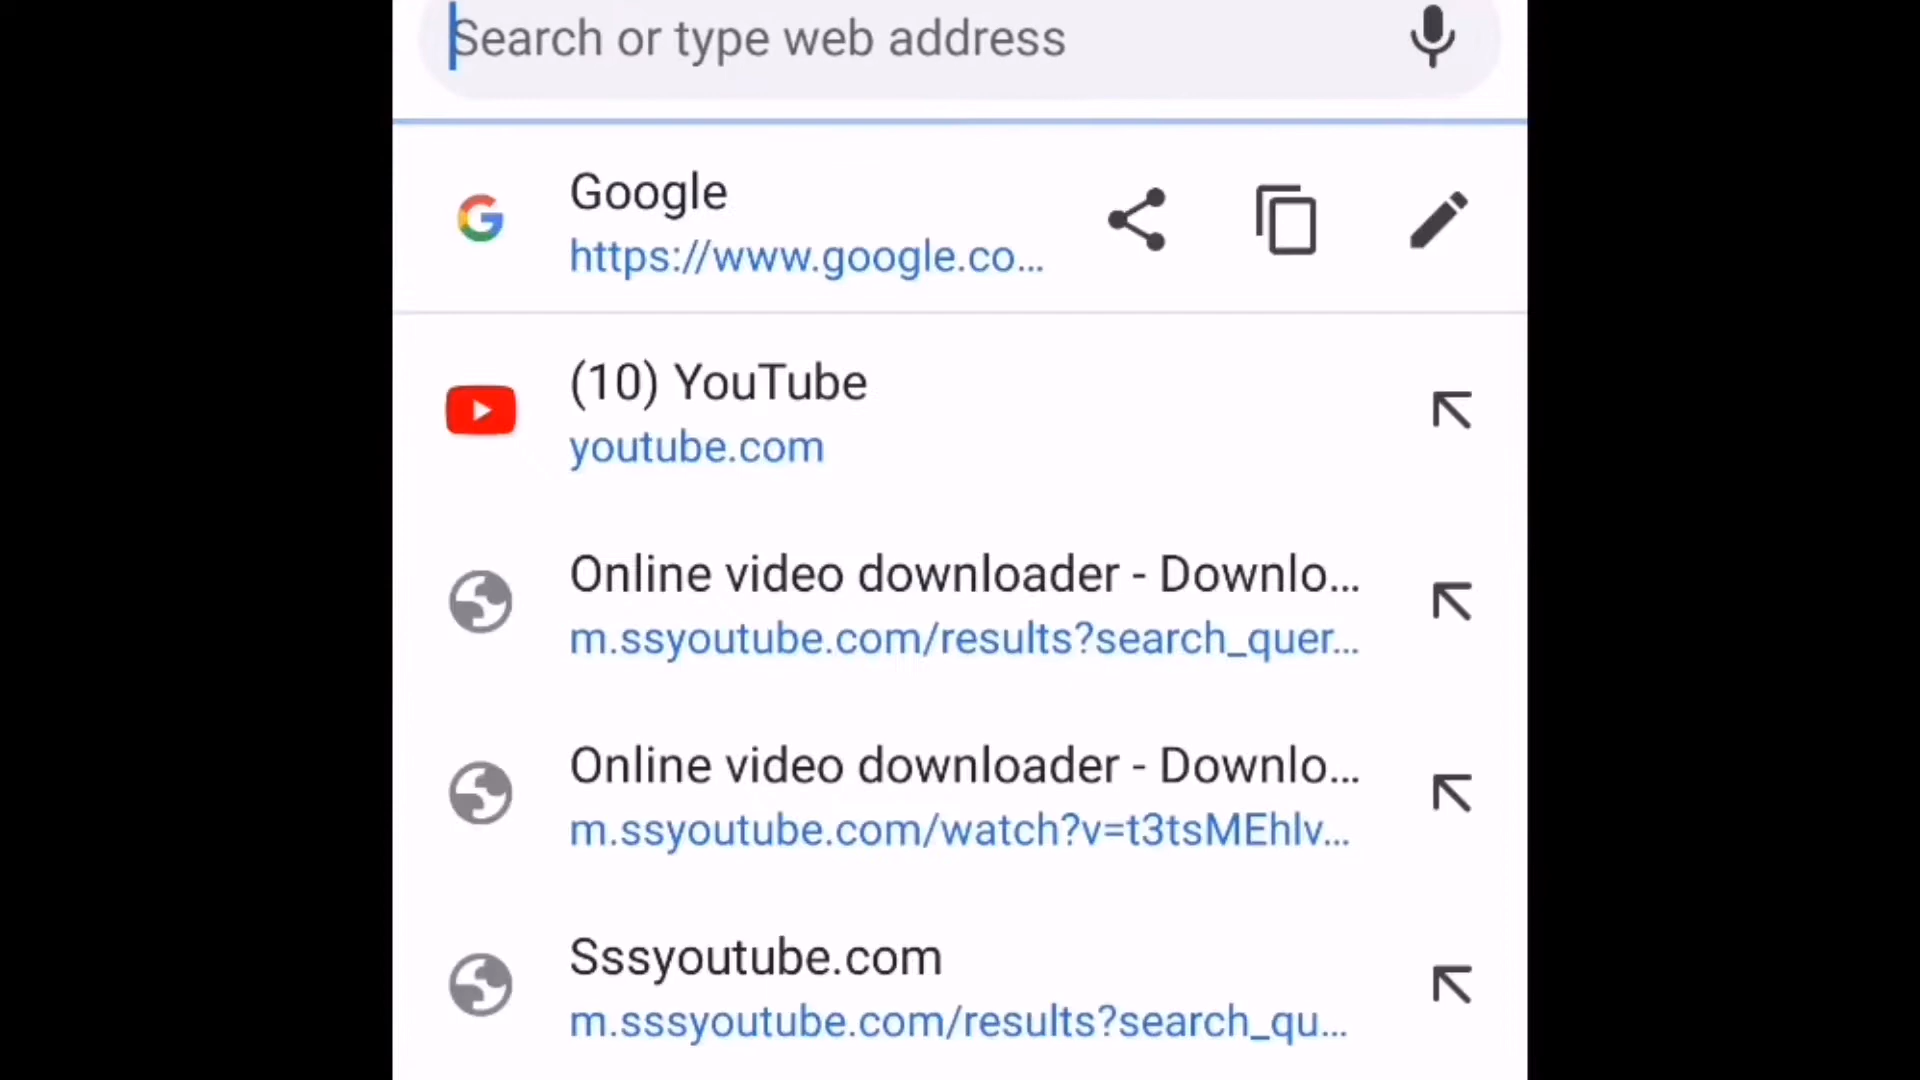 Search or type web address
Google
https://www.google.co...
(10) YouTube
youtube.com
Online video downloader - Downlo...
m.ssyoutube.com/results?search_quer...
Online video downloader - Downlo...
m.ssyoutube.com/watch?v=t3tsMEhlv...
Sssyoutube.com
m.sssyoutube.com/results?search_qu...